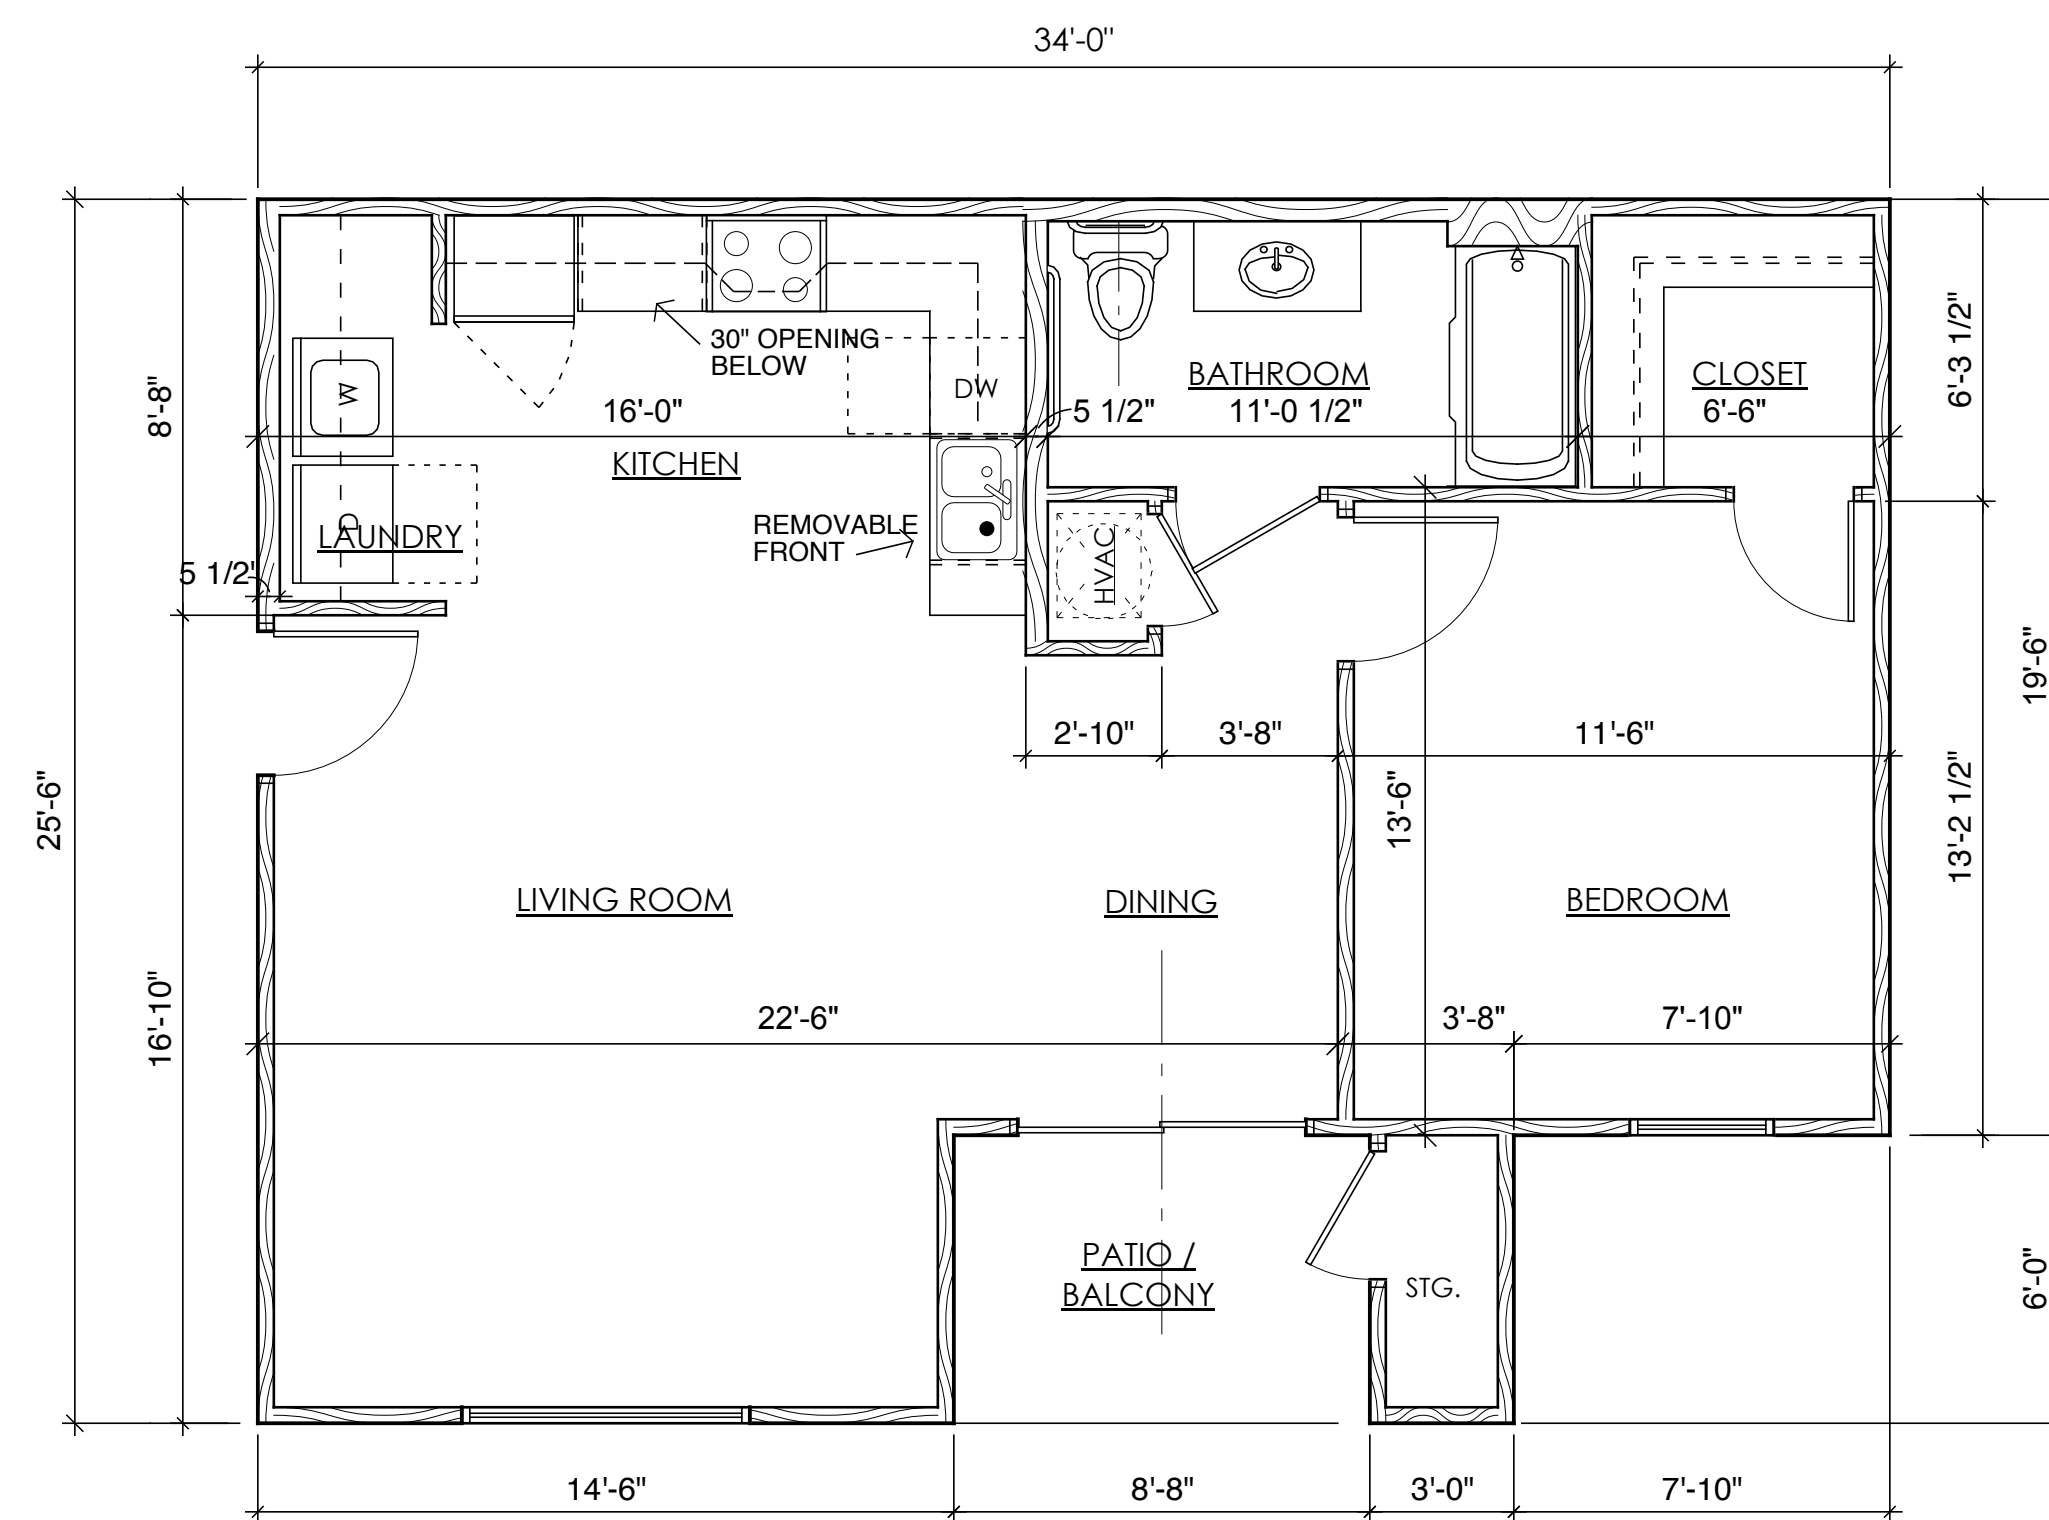 34'-0"
30" OPENING
BELOW
DW
BATHROOM
CLOSET
6'-3 1/2"
8'-8"
W
16'-0"
5 1/2"
11'-0 1/2"
6'-6"
KITCHEN
REMOVABLE
FRONT
D
LAUNDRY
HVAC
5 1/2"
19'-6"
2'-10"
3'-8"
11'-6"
25'-6"
13'-6"
13'-2 1/2"
LIVING ROOM
DINING
BEDROOM
16'-10"
22'-6"
3'-8"
7'-10"
PATIO /
BALCONY
STG.
6'-0"
14'-6"
8'-8"
3'-0"
7'-10"